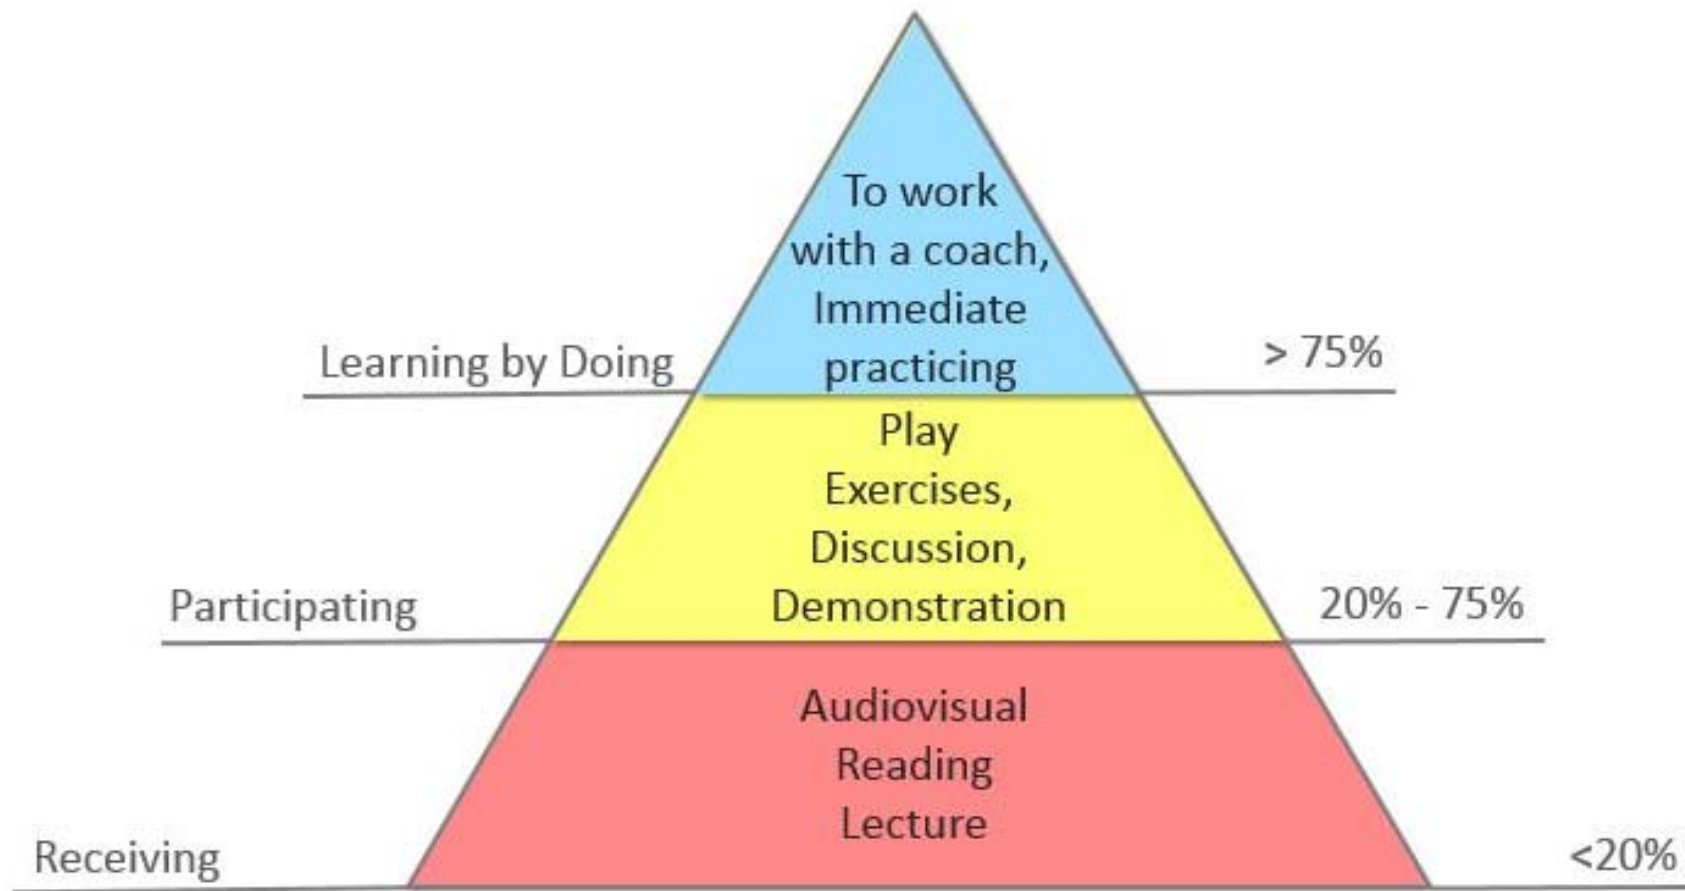 To work
with a coach,
Immediate
practicing
Learning by Doing
> 75%
Play
Exercises,
Discussion,
Demonstration
Participating
20% - 75%
Audiovisual
Reading
Lecture
Receiving
<20%